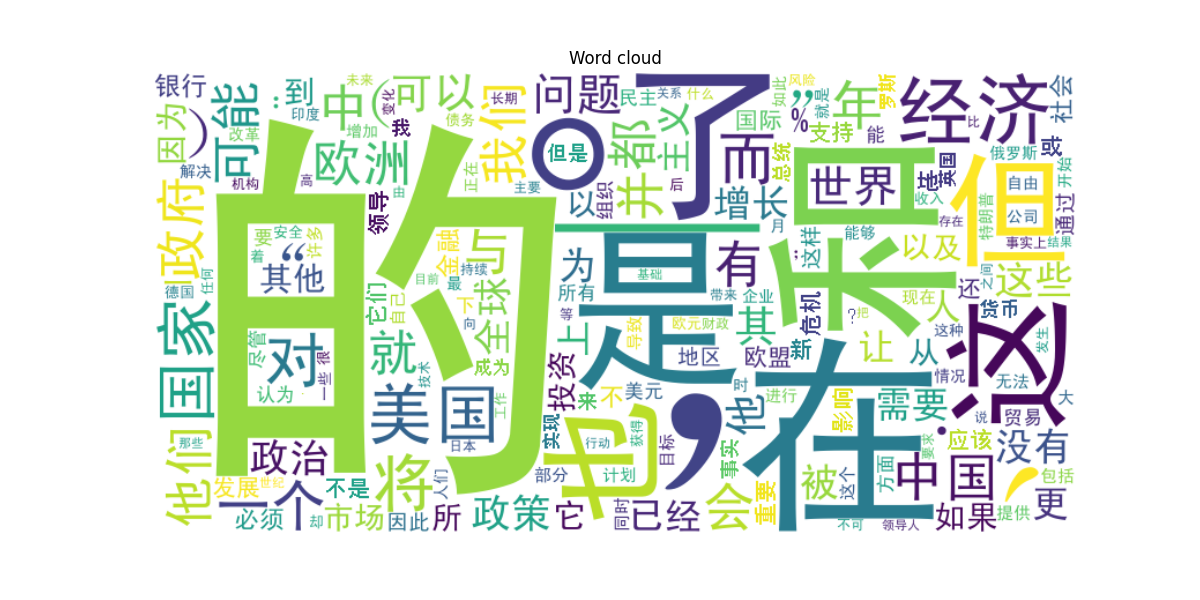 Word cloud
银行
未来
可以
问题
了
民主
关系
什么
风险
经济
社会
可能
:
到
印度
中
(
变化
长期
债务
我们
,
如此
就是
年
罗斯
比
因为
)
改革
增加
我
。
但是
都
主义
国际
%
支持
能
或
解决
机构
高
欧洲
正在
主要
组织
并
后
而
总统
世界
和
俄罗斯
英国
但
自由
开始
政府
领导
由
以
增长
月
收入
公司
通过
存在
特朗普
事实上
结果
的
是
一
要
安全
许多
着
“
其他
任何
德国
金融
与
目前
最
持续
为
所有
基础
有
带来
企业
这样
能够
以及
之间
这些
还
人
现在
危机
国家
对
尽管
认为
很
一些
它们
自己
下
向
全球
上
等
导致
欧元
财政
其
货币
让
从
这种
这
发生
就
成为
技术
投资
地区
欧盟
新
在
情况
无法
大
美国
日本
工作
来
不
美元
他
时
进行
影响
需要
说
贸易
他们
那些
政治
将
人们
实现
也
行动
获得
目标
,
事实
重要
被
这个
方面
要求
应该
没有
中国
包括
发展
世纪
一个
不是
部分
计划
必须
却
市场
因此
所
政策
它
同时
已经
会
不可
领导人
如果
提供
更